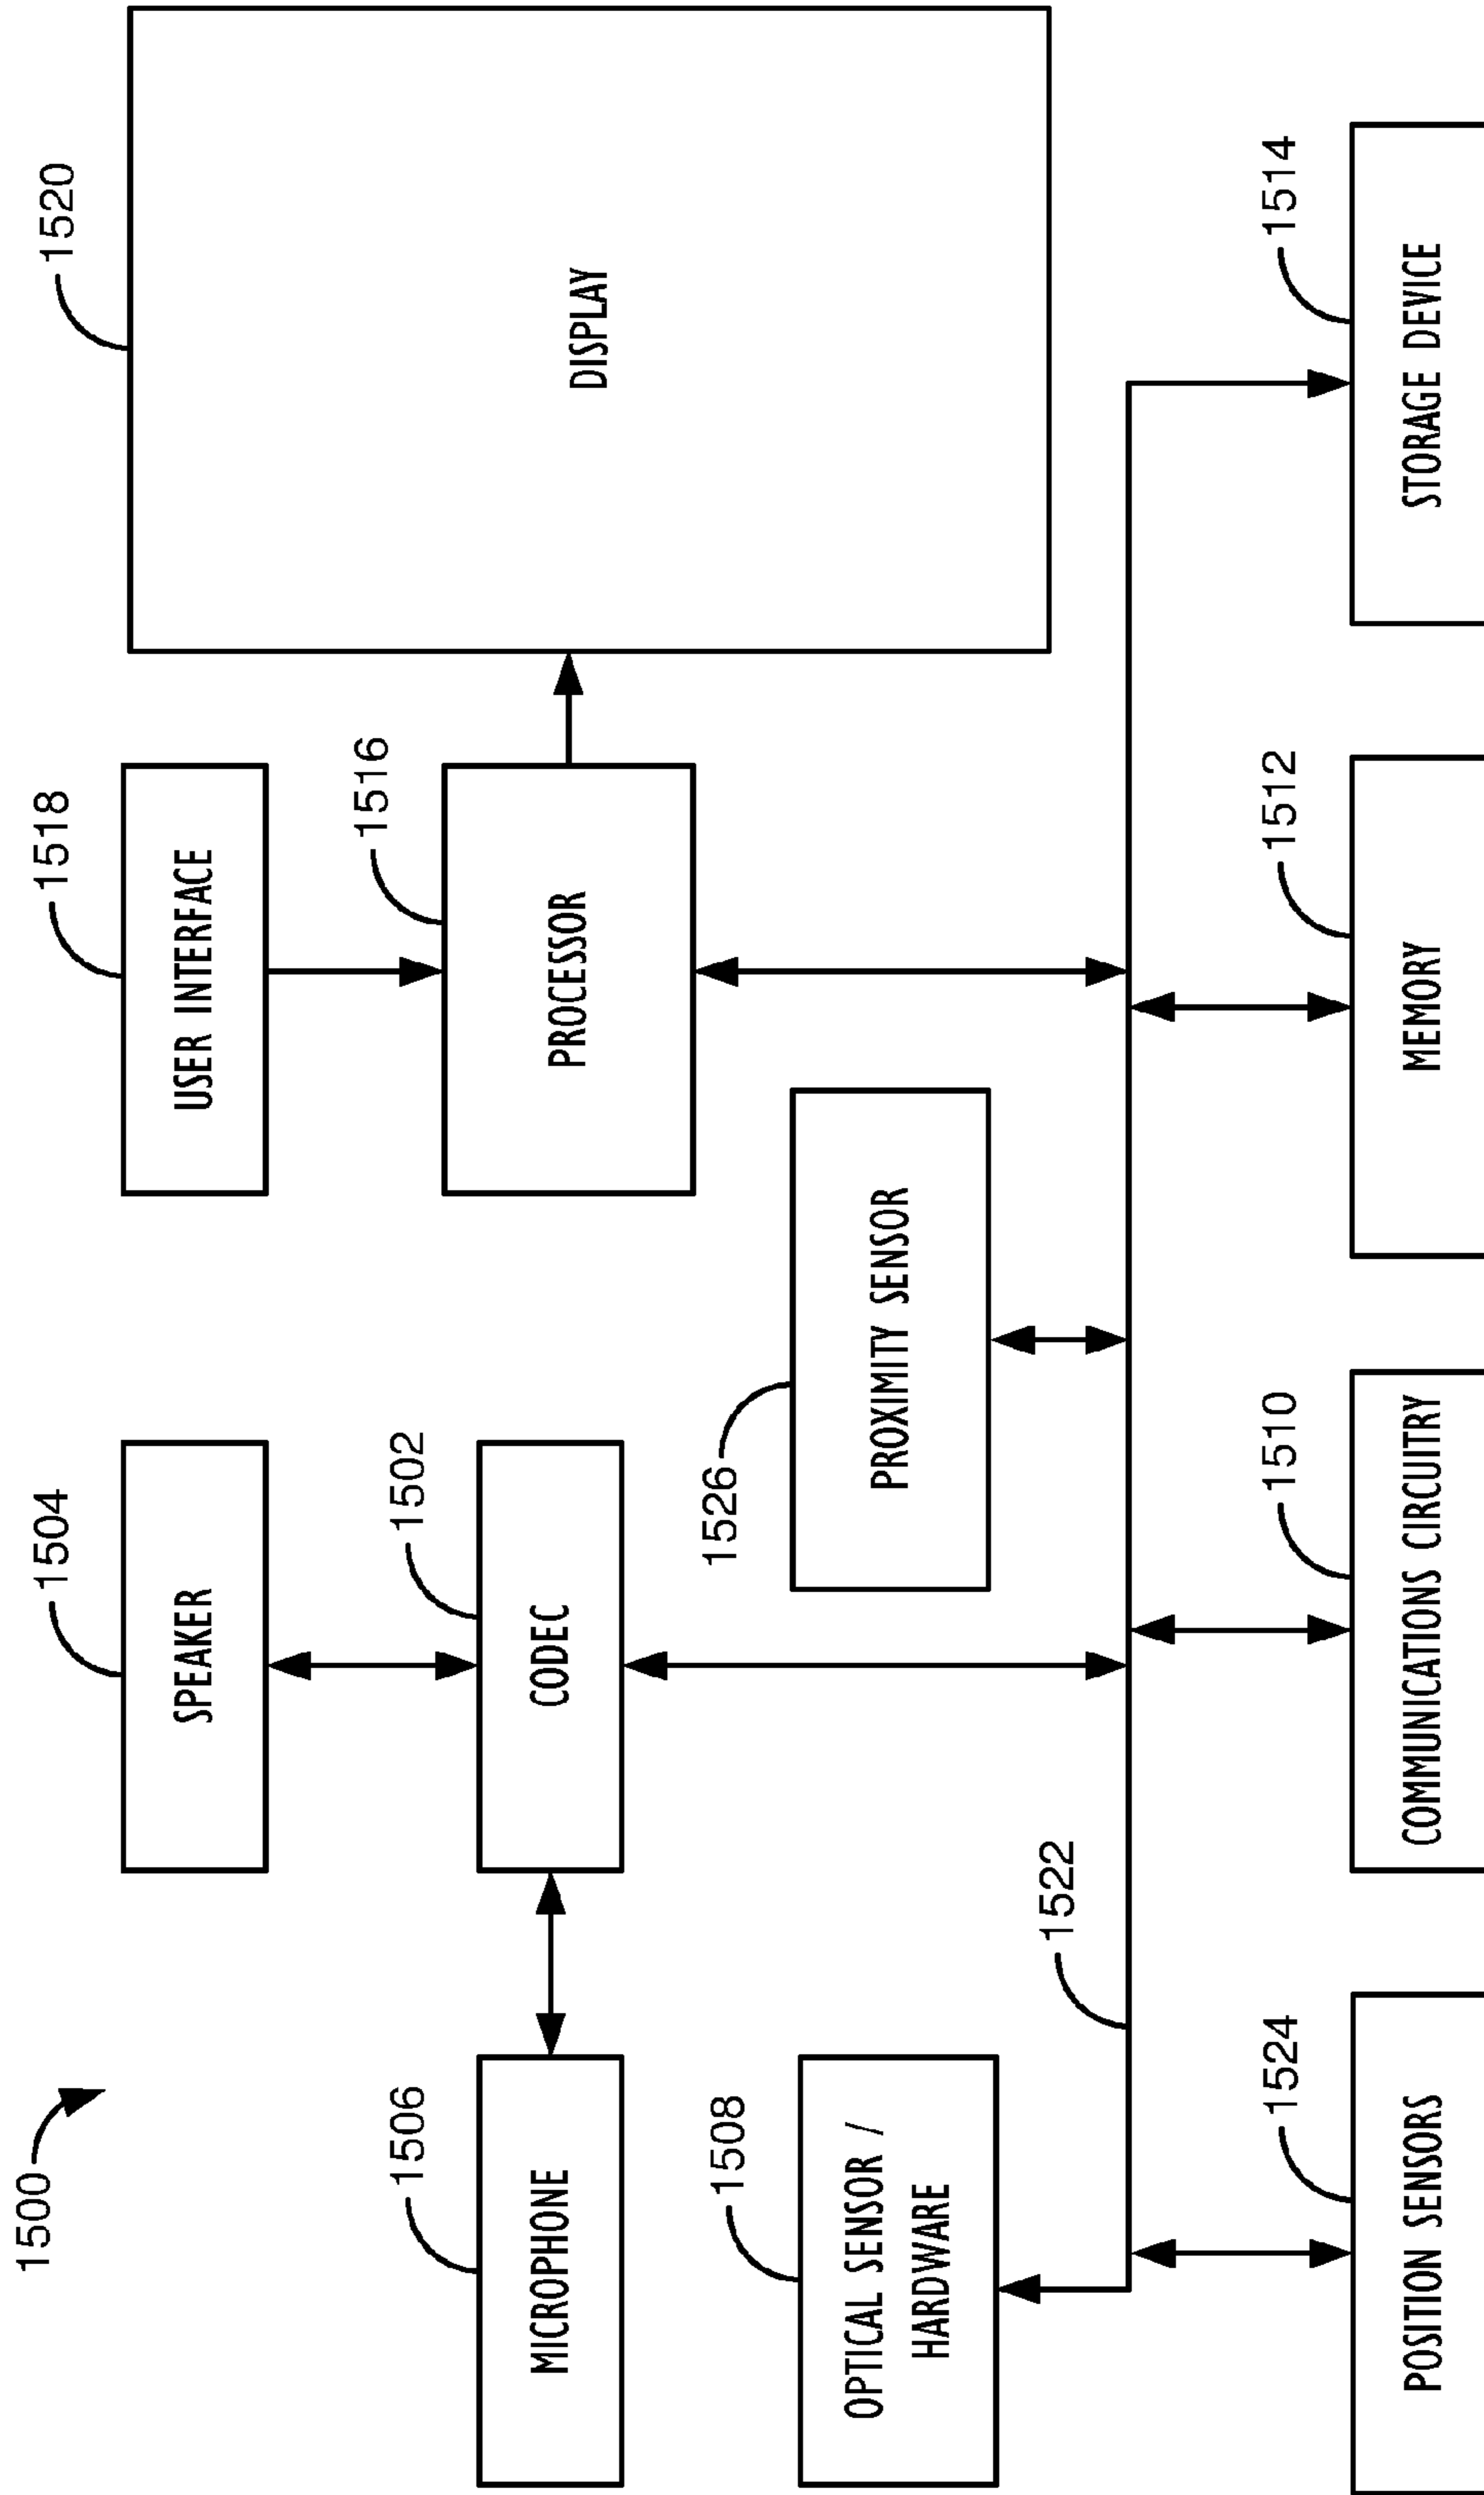 1500
1504
SPEAKER
1518
USER INTERFACE
1520
DISPLAY
1506
MICROPHONE
1502
CODEC
1516
PROCESSOR
1508
OPTICAL SENSOR /
HARDWARE
1526
PROXIMITY SENSOR
1522
1524
POSITION SENSORS
1510
COMMUNICATIONS CIRCUITRY
1512
MEMORY
1514
STORAGE DEVICE